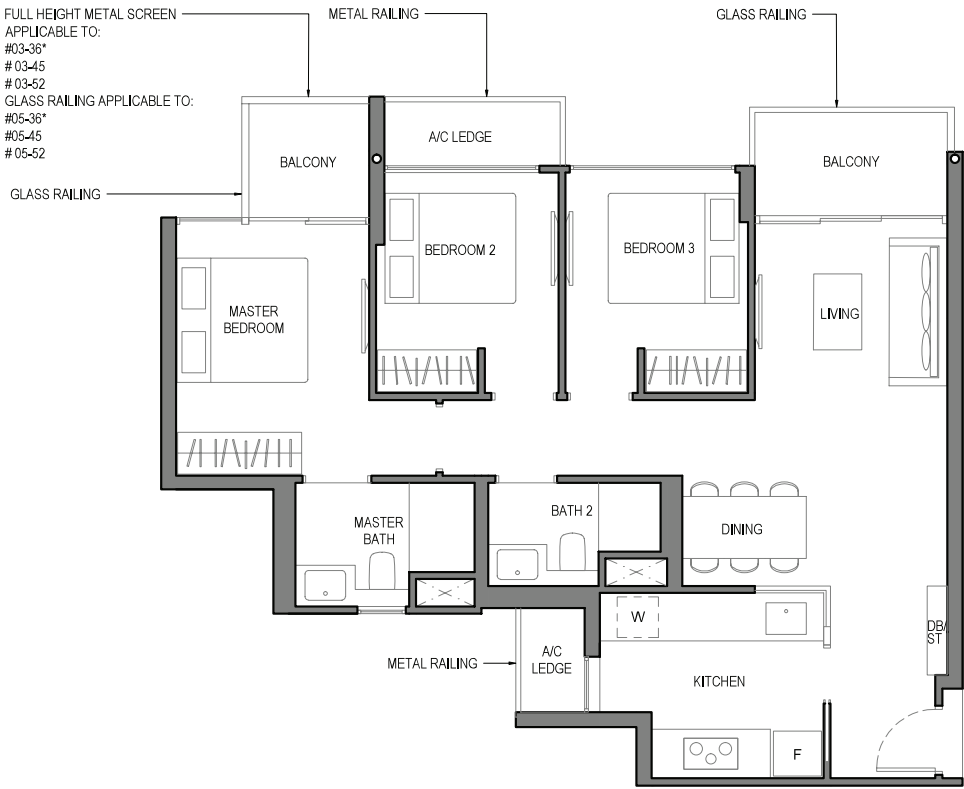 FULL HEIGHT METAL SCREEN
APPLICABLE TO:
#03-36*
# 03-45
# 03-52
GLASS RAILING APPLICABLE TO:
#05-36*
#05-45
# 05-52
GLASS RAILING
METAL RAILING
GLASS RAILING
A/C LEDGE
BALCONY
BALCONY
BEDROOM 2
BEDROOM 3
MASTER
BEDROOM
LIVING
MASTER
BATH
BATH 2
DINING
W
DB/
ST
METAL RAILING
A/C
LEDGE
KITCHEN
F